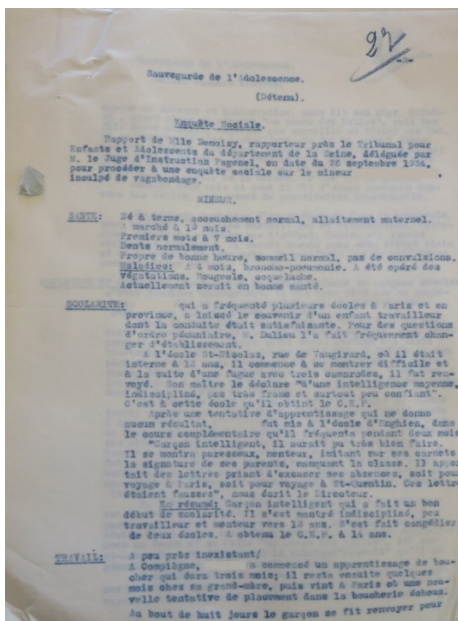 27
Sauvegarde de l'Adolescence.
(Détenu).
Enquête Sociale.
Rapport de Mlle Demoisy, rapporteur près le Tribunal pour
Enfants et Adolescents du département de la Seine, déléguée par
M. le Juge d'Instruction en date du 26 septembre 1934,
pour procéder à une enquête sociale sur le mineur
inculpé de vagabondage.
MINEUR.
SANTE: Né à terme, accouchement normal, allaitement maternel.
A marché à mois.
Premiers mots à 7 mois.
Dents normalement.
Propre de bonne heure, sommeil normal, pas de convulsions.
Maladies: A 4 mois, broncho-pneumonie. A été opéré des
végétations. Rougeole, coqueluche.
Actuellement serait en bonne santé.
SCOLARITE: qui a fréquenté plusieurs écoles à Paris et en
province, a laissé le souvenir d'un enfant travailleur
dont la conduite était satisfaisante. Pour des questions
d'ordre pécuniaire, M. l'a fait fréquemment chan-
ger d'établissement.
A l'école St-Nicolas, rue de Vaugirard, où il était
interne à 13 ans, il commence à se montrer difficile et
à la suite d'une fugue avec trois camarades, il fut ren-
voyé. Son maître le déclare "d'une intelligence moyenne,
indiscipliné, peu très franc et surtout peu confiant".
C'est à cette école qu'il obtint le C.E.P.
Après une tentative d'apprentissage qui ne donne
aucun résultat, fut mis à l'école d'Enghien, dans
le cours complémentaire qu'il fréquente pendant deux mois
"Garçon intelligent, il aurait pu très bien faire.
Il se montra paresseux, menteur, imitant sur ses carnets
la signature de ses parents, manquant la classe. Il appor
tait des lettres priant d'excuser ses absences, soit pour
voyage à Paris, soit pour voyage à St-Quentin. Ces lettre
étaient fausses", nous écrit le Directeur.
En résumé: Garçon intelligent qui a fait un bon
début de scolarité. Il s'est montré indiscipliné, peu
travailleur et menteur vers 13 ans. S'est fait congédier
de deux écoles. A obtenu le C.E.P. à 14 ans.
TRAVAIL: A peu près inexistant!
A Compiègne, a commencé un apprentissage de bou-
cher qui dura trois mois; il resta ensuite quelques
mois chez sa grand-mère, puis vint à Paris où une nou-
velle tentative de placement dans la boucherie échoua.
Au bout de huit jours le garçon se fit renvoyer pour